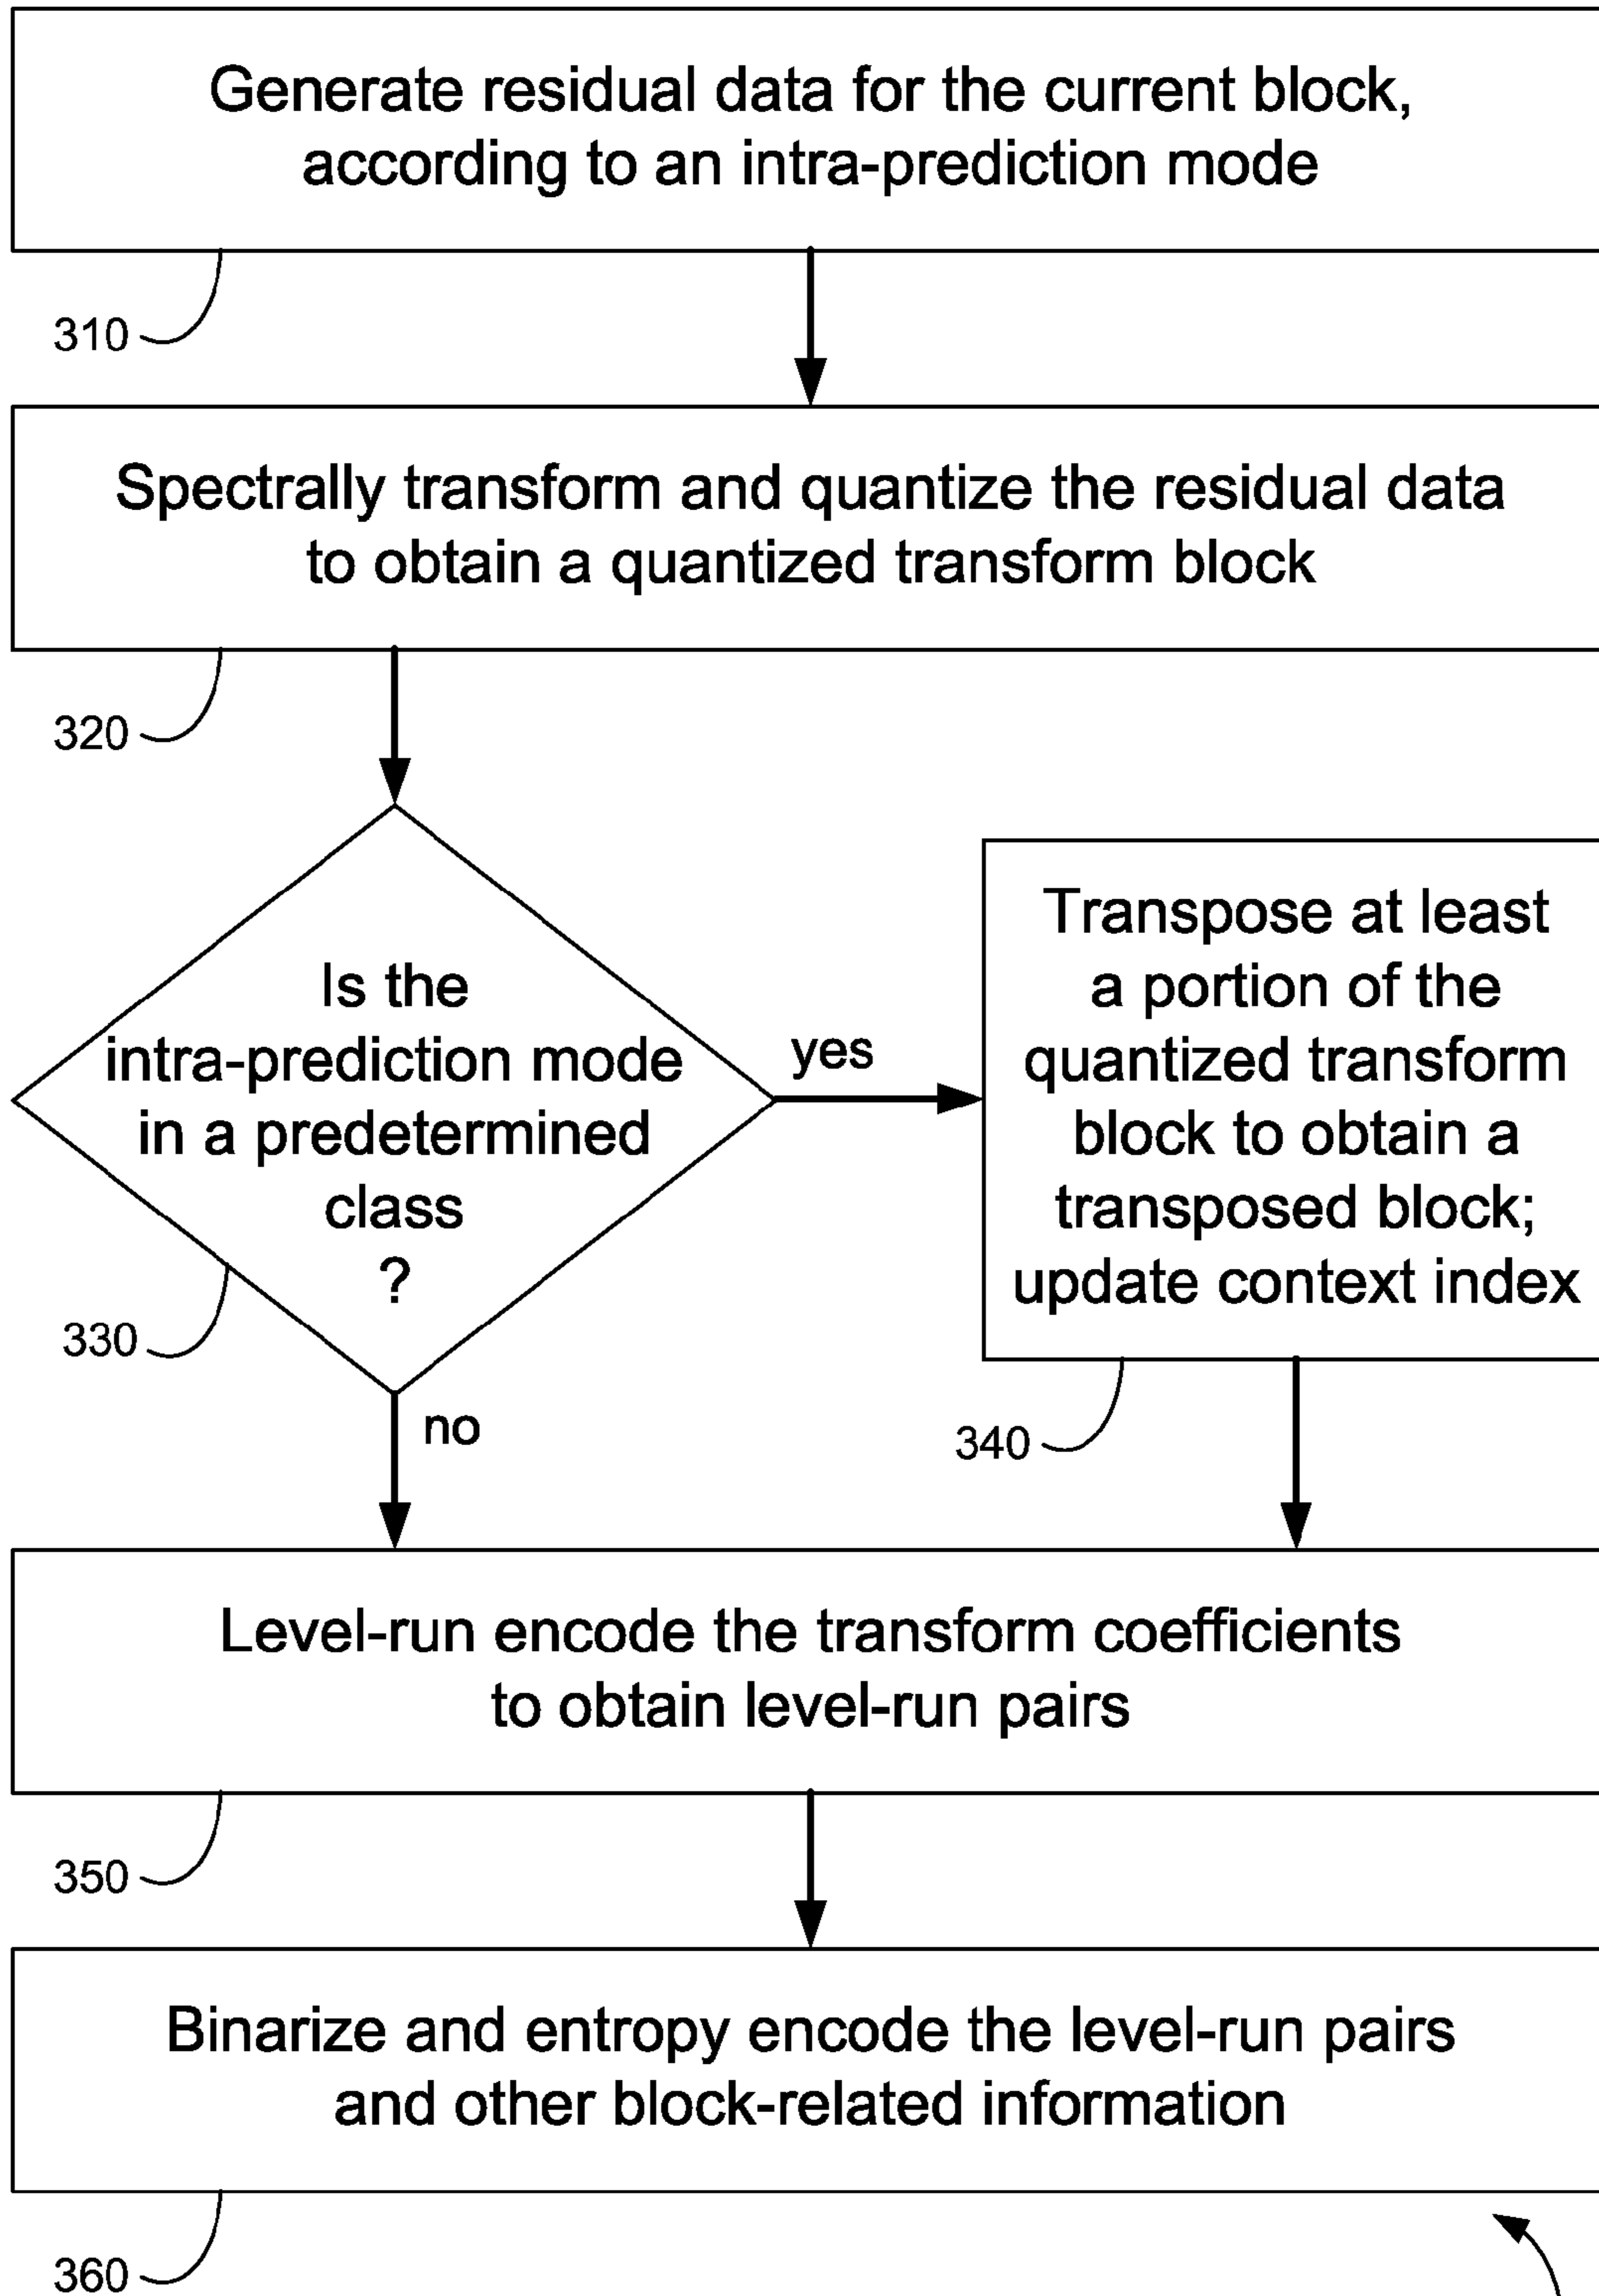 Generate residual data for the current block,
according to an intra-prediction mode
310
Spectrally transform and quantize the residual data
to obtain a quantized transform block
320
Is the
intra-prediction mode
in a predetermined
class
?
330
yes
no
Transpose at least
a portion of the
quantized transform
block to obtain a
transposed block;
update context index
340
Level-run encode the transform coefficients
to obtain level-run pairs
350
Binarize and entropy encode the level-run pairs
and other block-related information
360